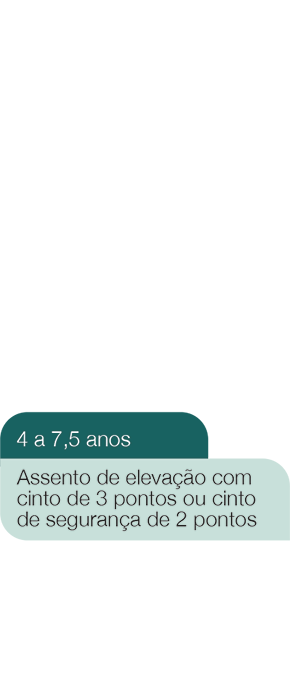 4 a 7,5 anos
Assento de elevação com
cinto de 3 pontos ou cinto
de segurança de 2 pontos